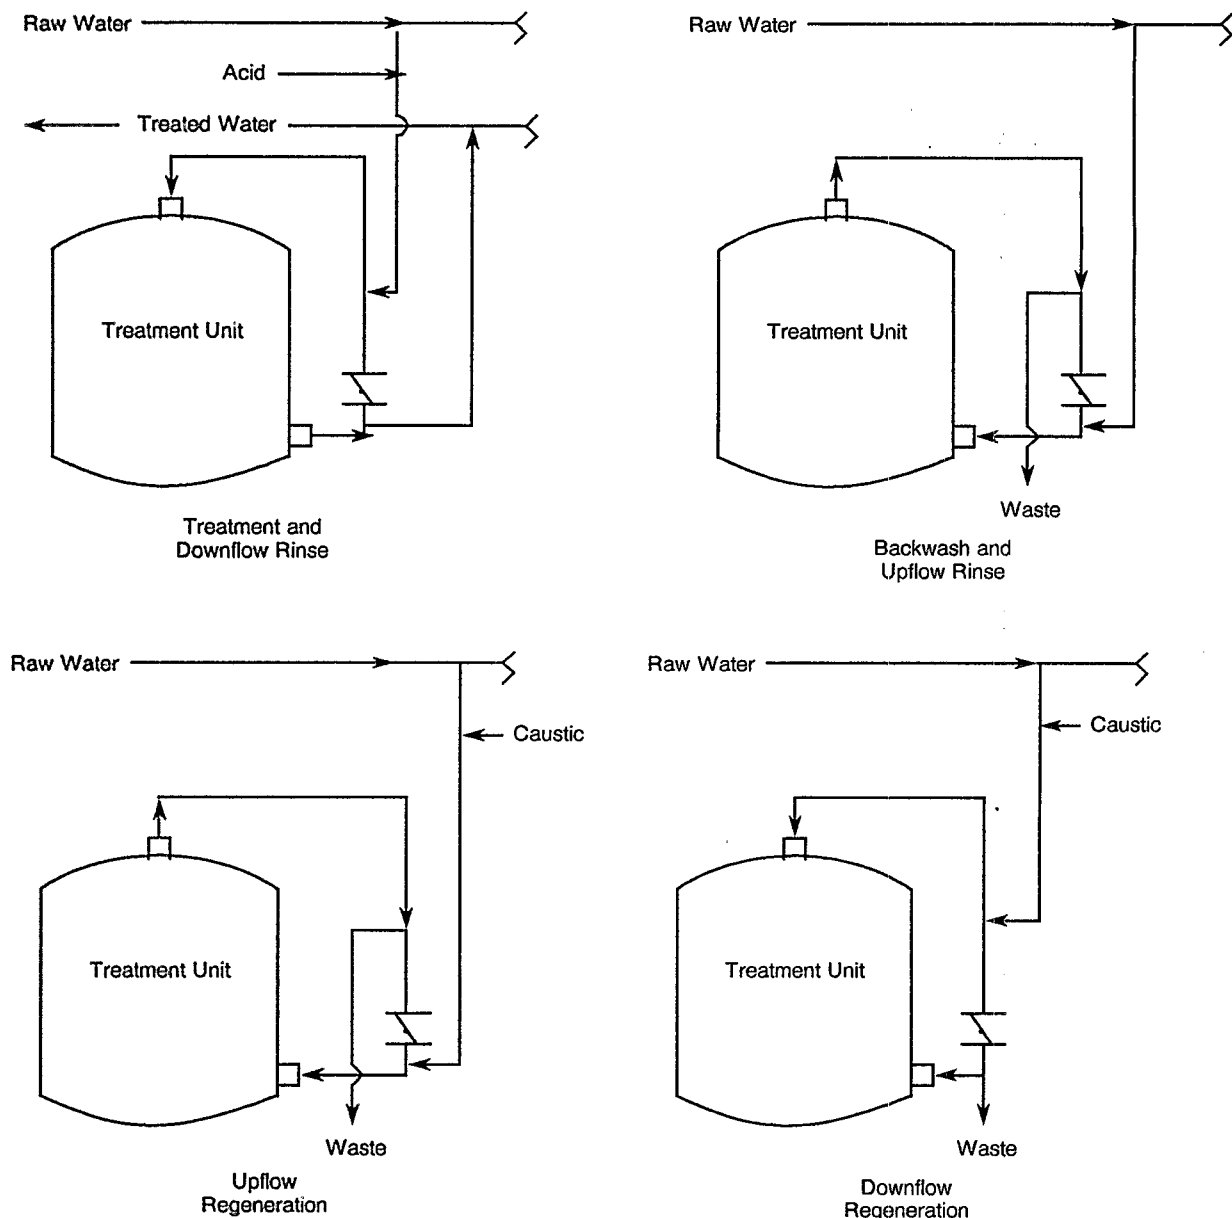 Raw Water
Acid
Treated Water
Treatment Unit
Treatment and
Downflow Rinse
Raw Water
Treatment Unit
Waste
Backwash and
Upflow Rinse
Raw Water
Caustic
Treatment Unit
Waste
Upflow
Regeneration
Raw Water
Caustic
Treatment Unit
Waste
Downflow
Regeneration